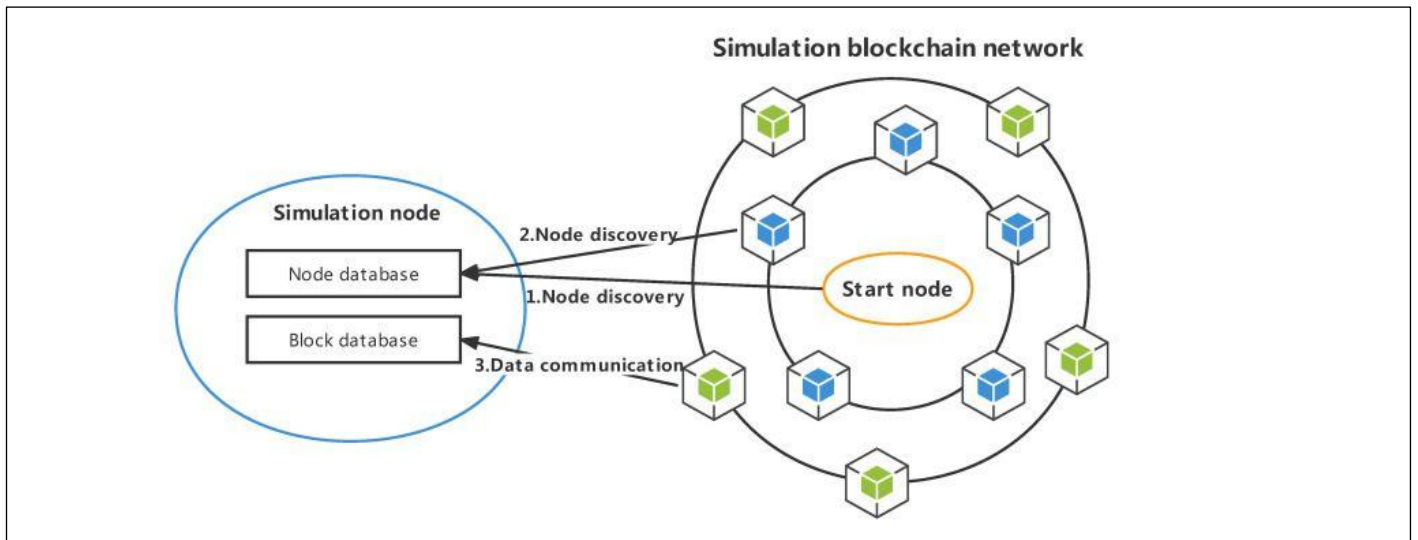 Simulation blockchain network
Simulation node
2.Node discovery
Node database
1.Node discovery
Start node
Block database
3.Data communication